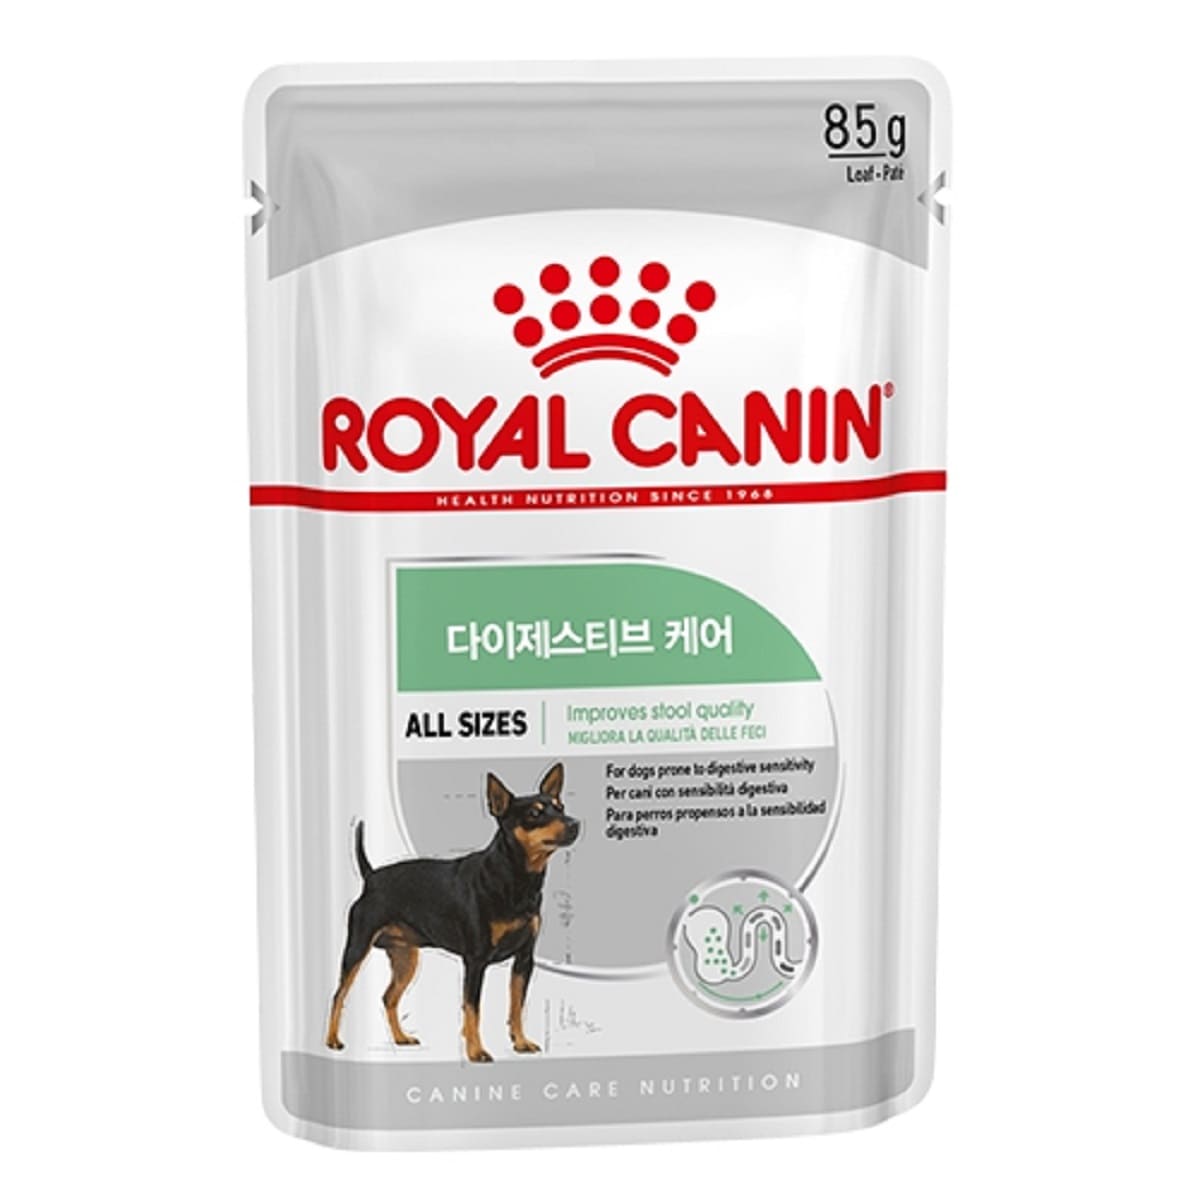 85g
Loaf - Paté
ROYAL CANIN®
HEALTH NUTRITION SINCE 1968
다이제스티브 케어
ALL SIZES
Improves stool quality
MIGLIORA LA QUALITÀ DELLE FECI
For dogs prone to digestive sensitivity
Per cani con sensibilità digestiva
Para perros propensos a la sensibilidad
digestiva
CANINE CARE NUTRITION